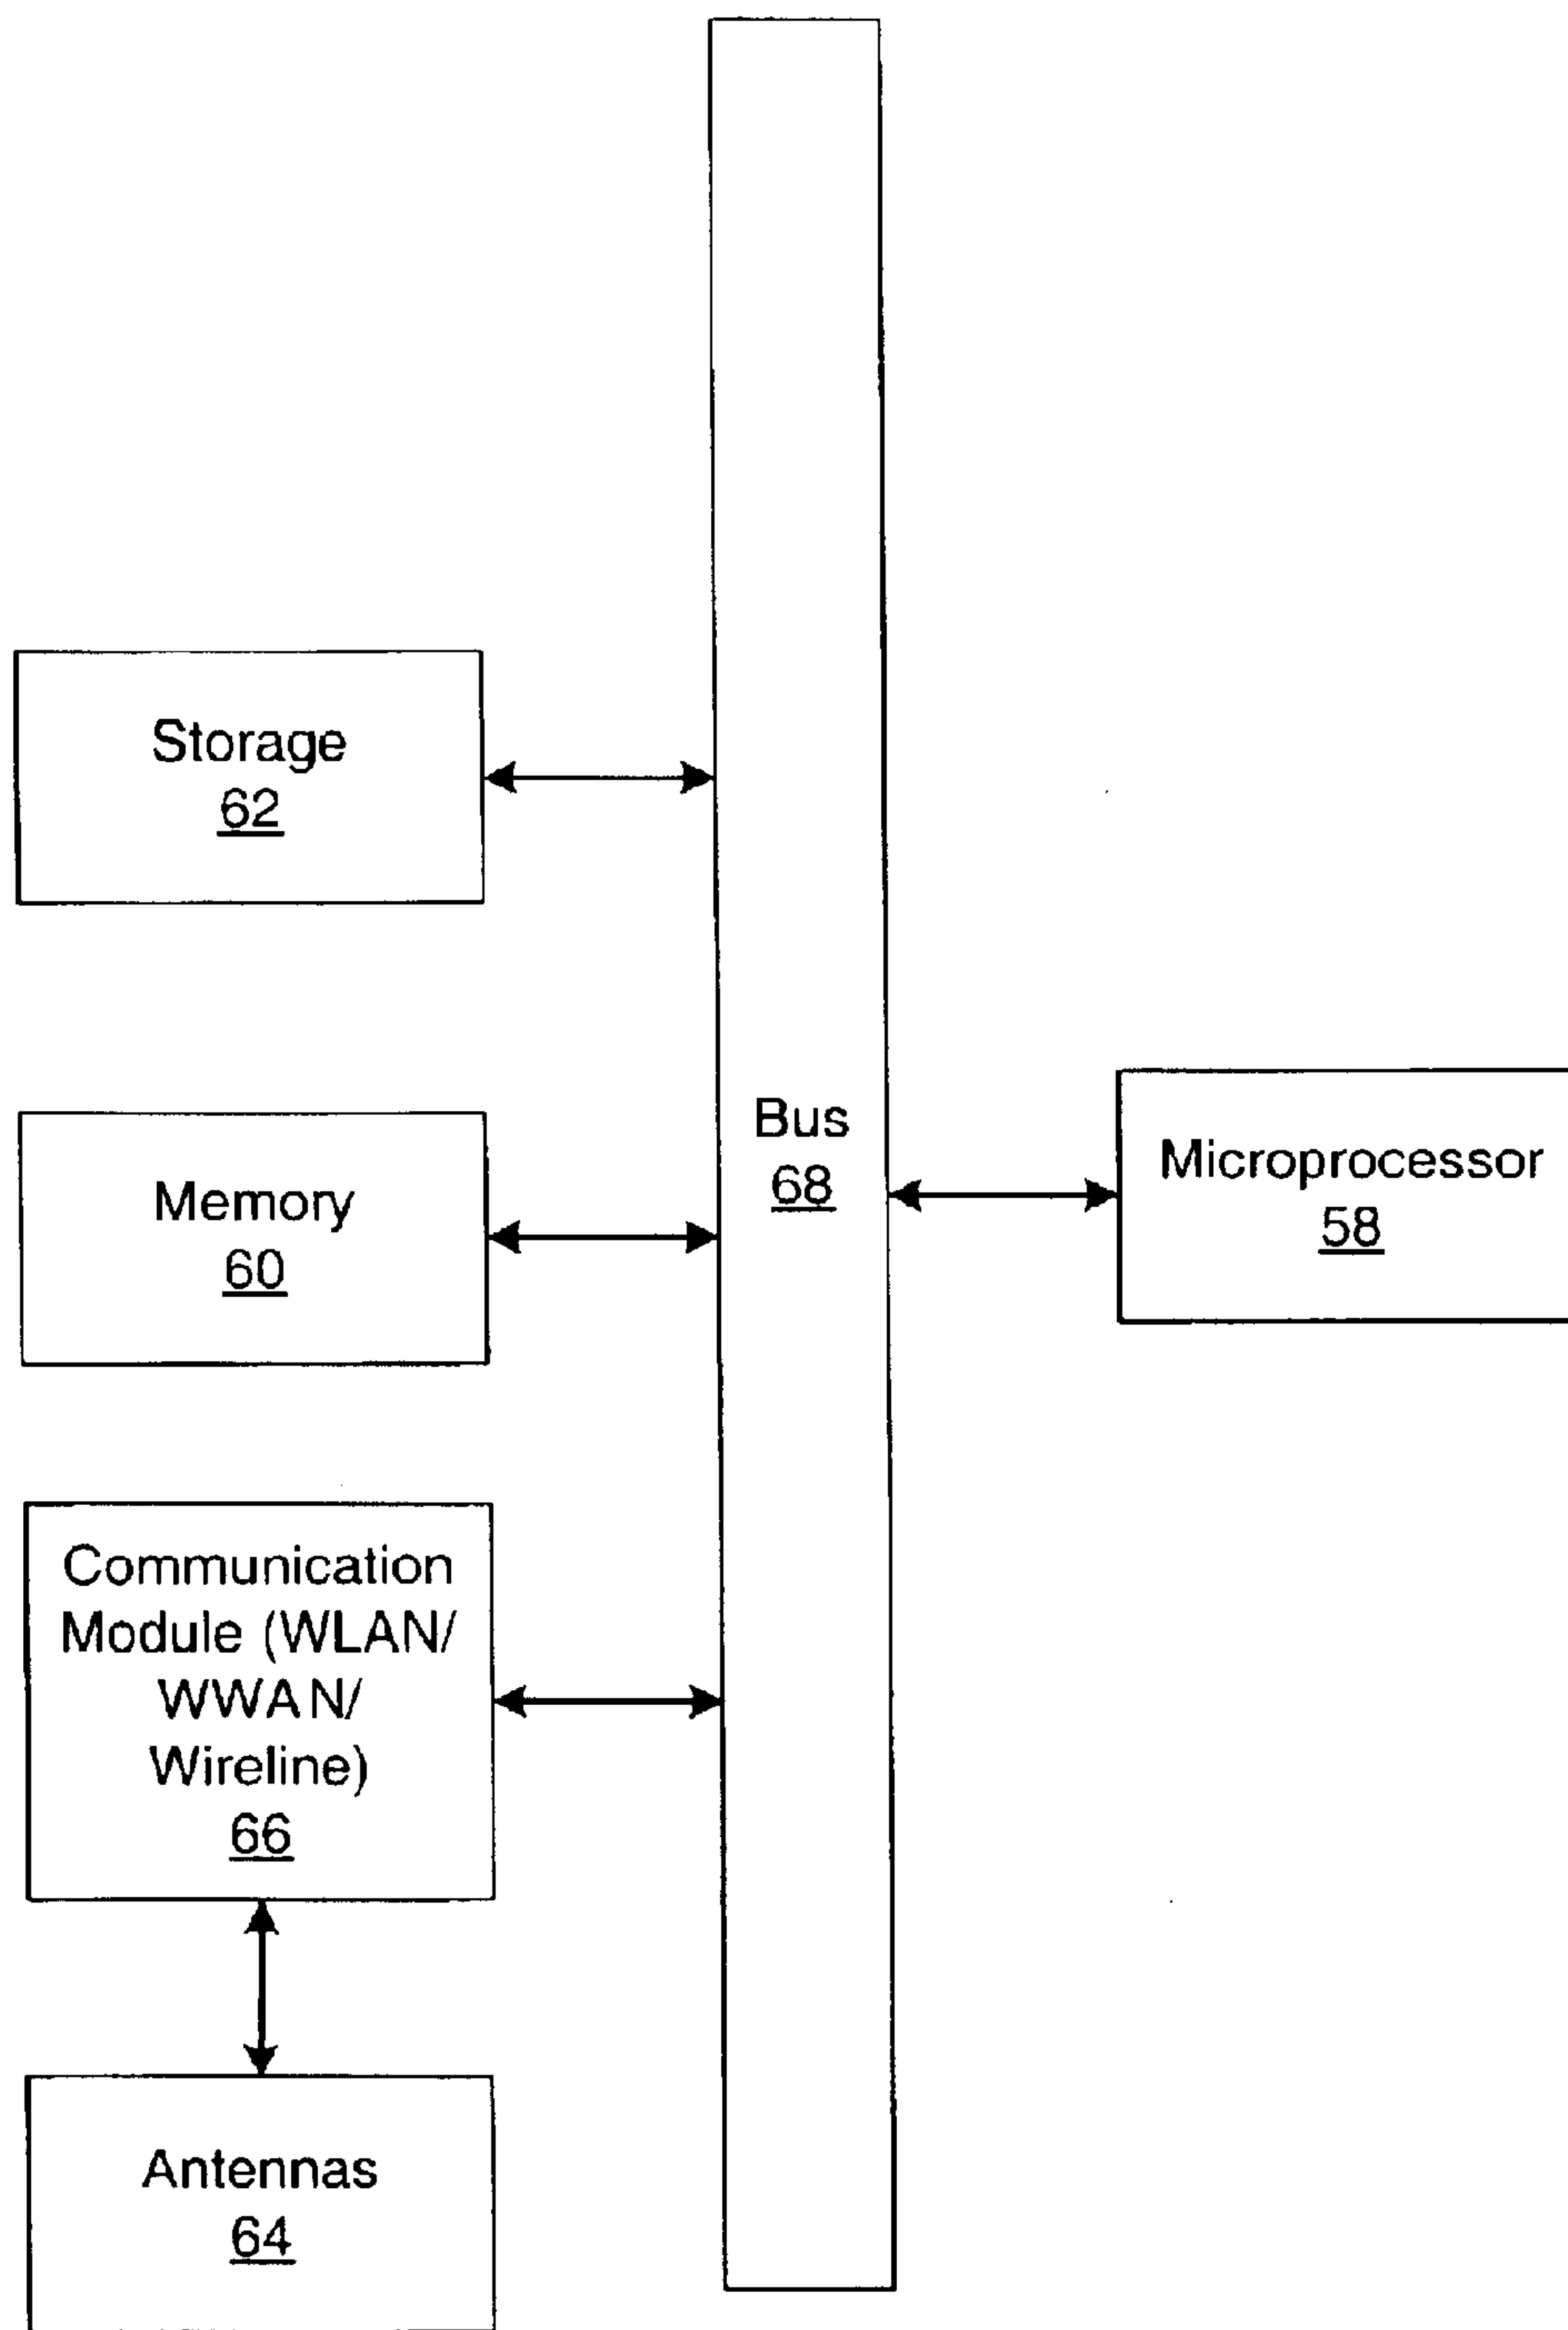 Storage
62
Memory
60
Communication
Module (WLAN/
WWAN/
Wireline)
66
Antennas
64
Bus
68
Microprocessor
58